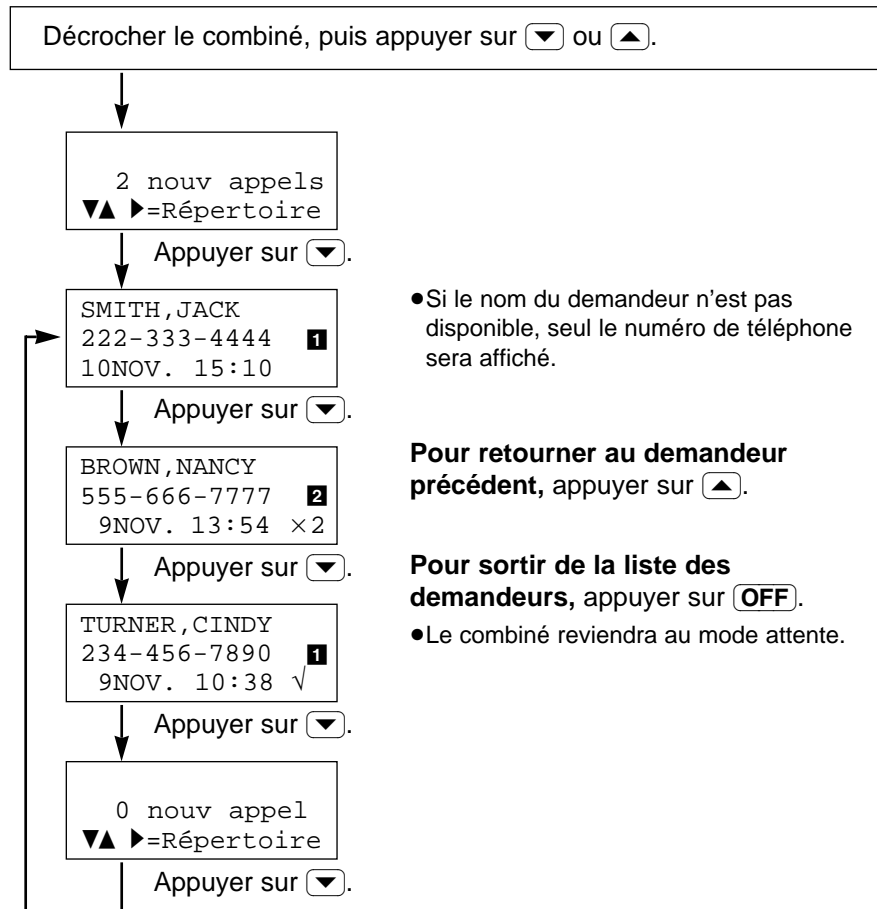 Décrocher le combiné, puis appuyer sur ▼ ou ▲.
2 nouv appels
▼▲ ▶=Répertoire
Appuyer sur ▼.
SMITH,JACK
222-333-4444 1
10NOV. 15:10
●Si le nom du demandeur n'est pas
disponible, seul le numéro de téléphone
sera affiché.
Appuyer sur ▼.
BROWN,NANCY
555-666-7777 2
9NOV. 13:54 ×2
Pour retourner au demandeur
précédent, appuyer sur ▲.
Appuyer sur ▼.
Pour sortir de la liste des
demandeurs, appuyer sur OFF.
●Le combiné reviendra au mode attente.
TURNER,CINDY
234-456-7890 1
9NOV. 10:38 √
Appuyer sur ▼.
0 nouv appel
▼▲ ▶=Répertoire
Appuyer sur ▼.